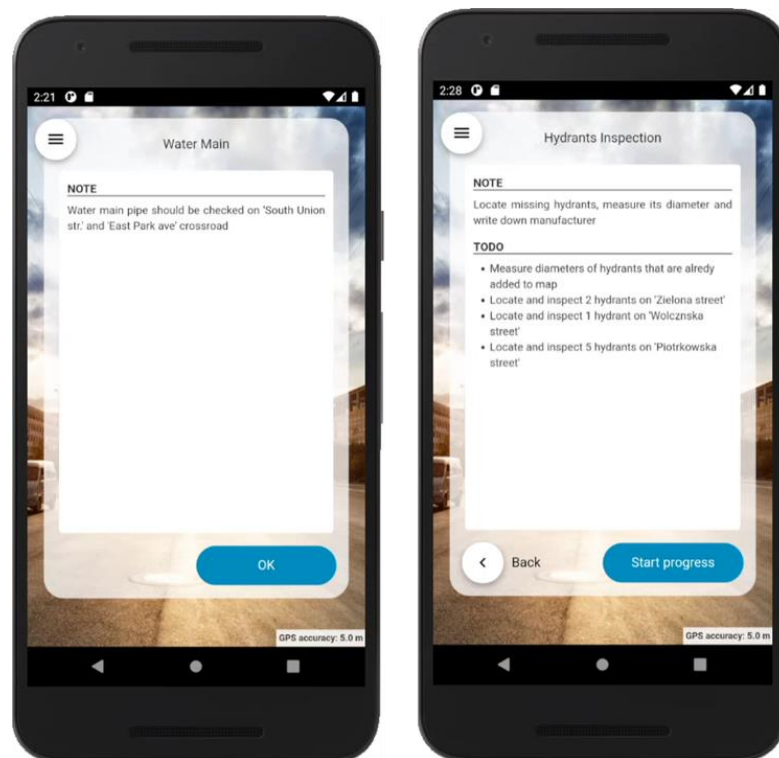 2:21
Water Main
NOTE
Water main pipe should be checked on 'South Union
str.' and 'East Park ave' crossroad
OK
GPS accuracy: 5.0 m
2:28
Hydrants Inspection
NOTE
Locate missing hydrants, measure its diameter and
write down manufacturer
TODO
• Measure diameters of hydrants that are alredy
added to map
• Locate and inspect 2 hydrants on 'Zielona street'
• Locate and inspect 1 hydrant on 'Wolcznska
street'
• Locate and inspect 5 hydrants on 'Piotrkowska
street'
Back
Start progress
GPS accuracy: 5.0 m